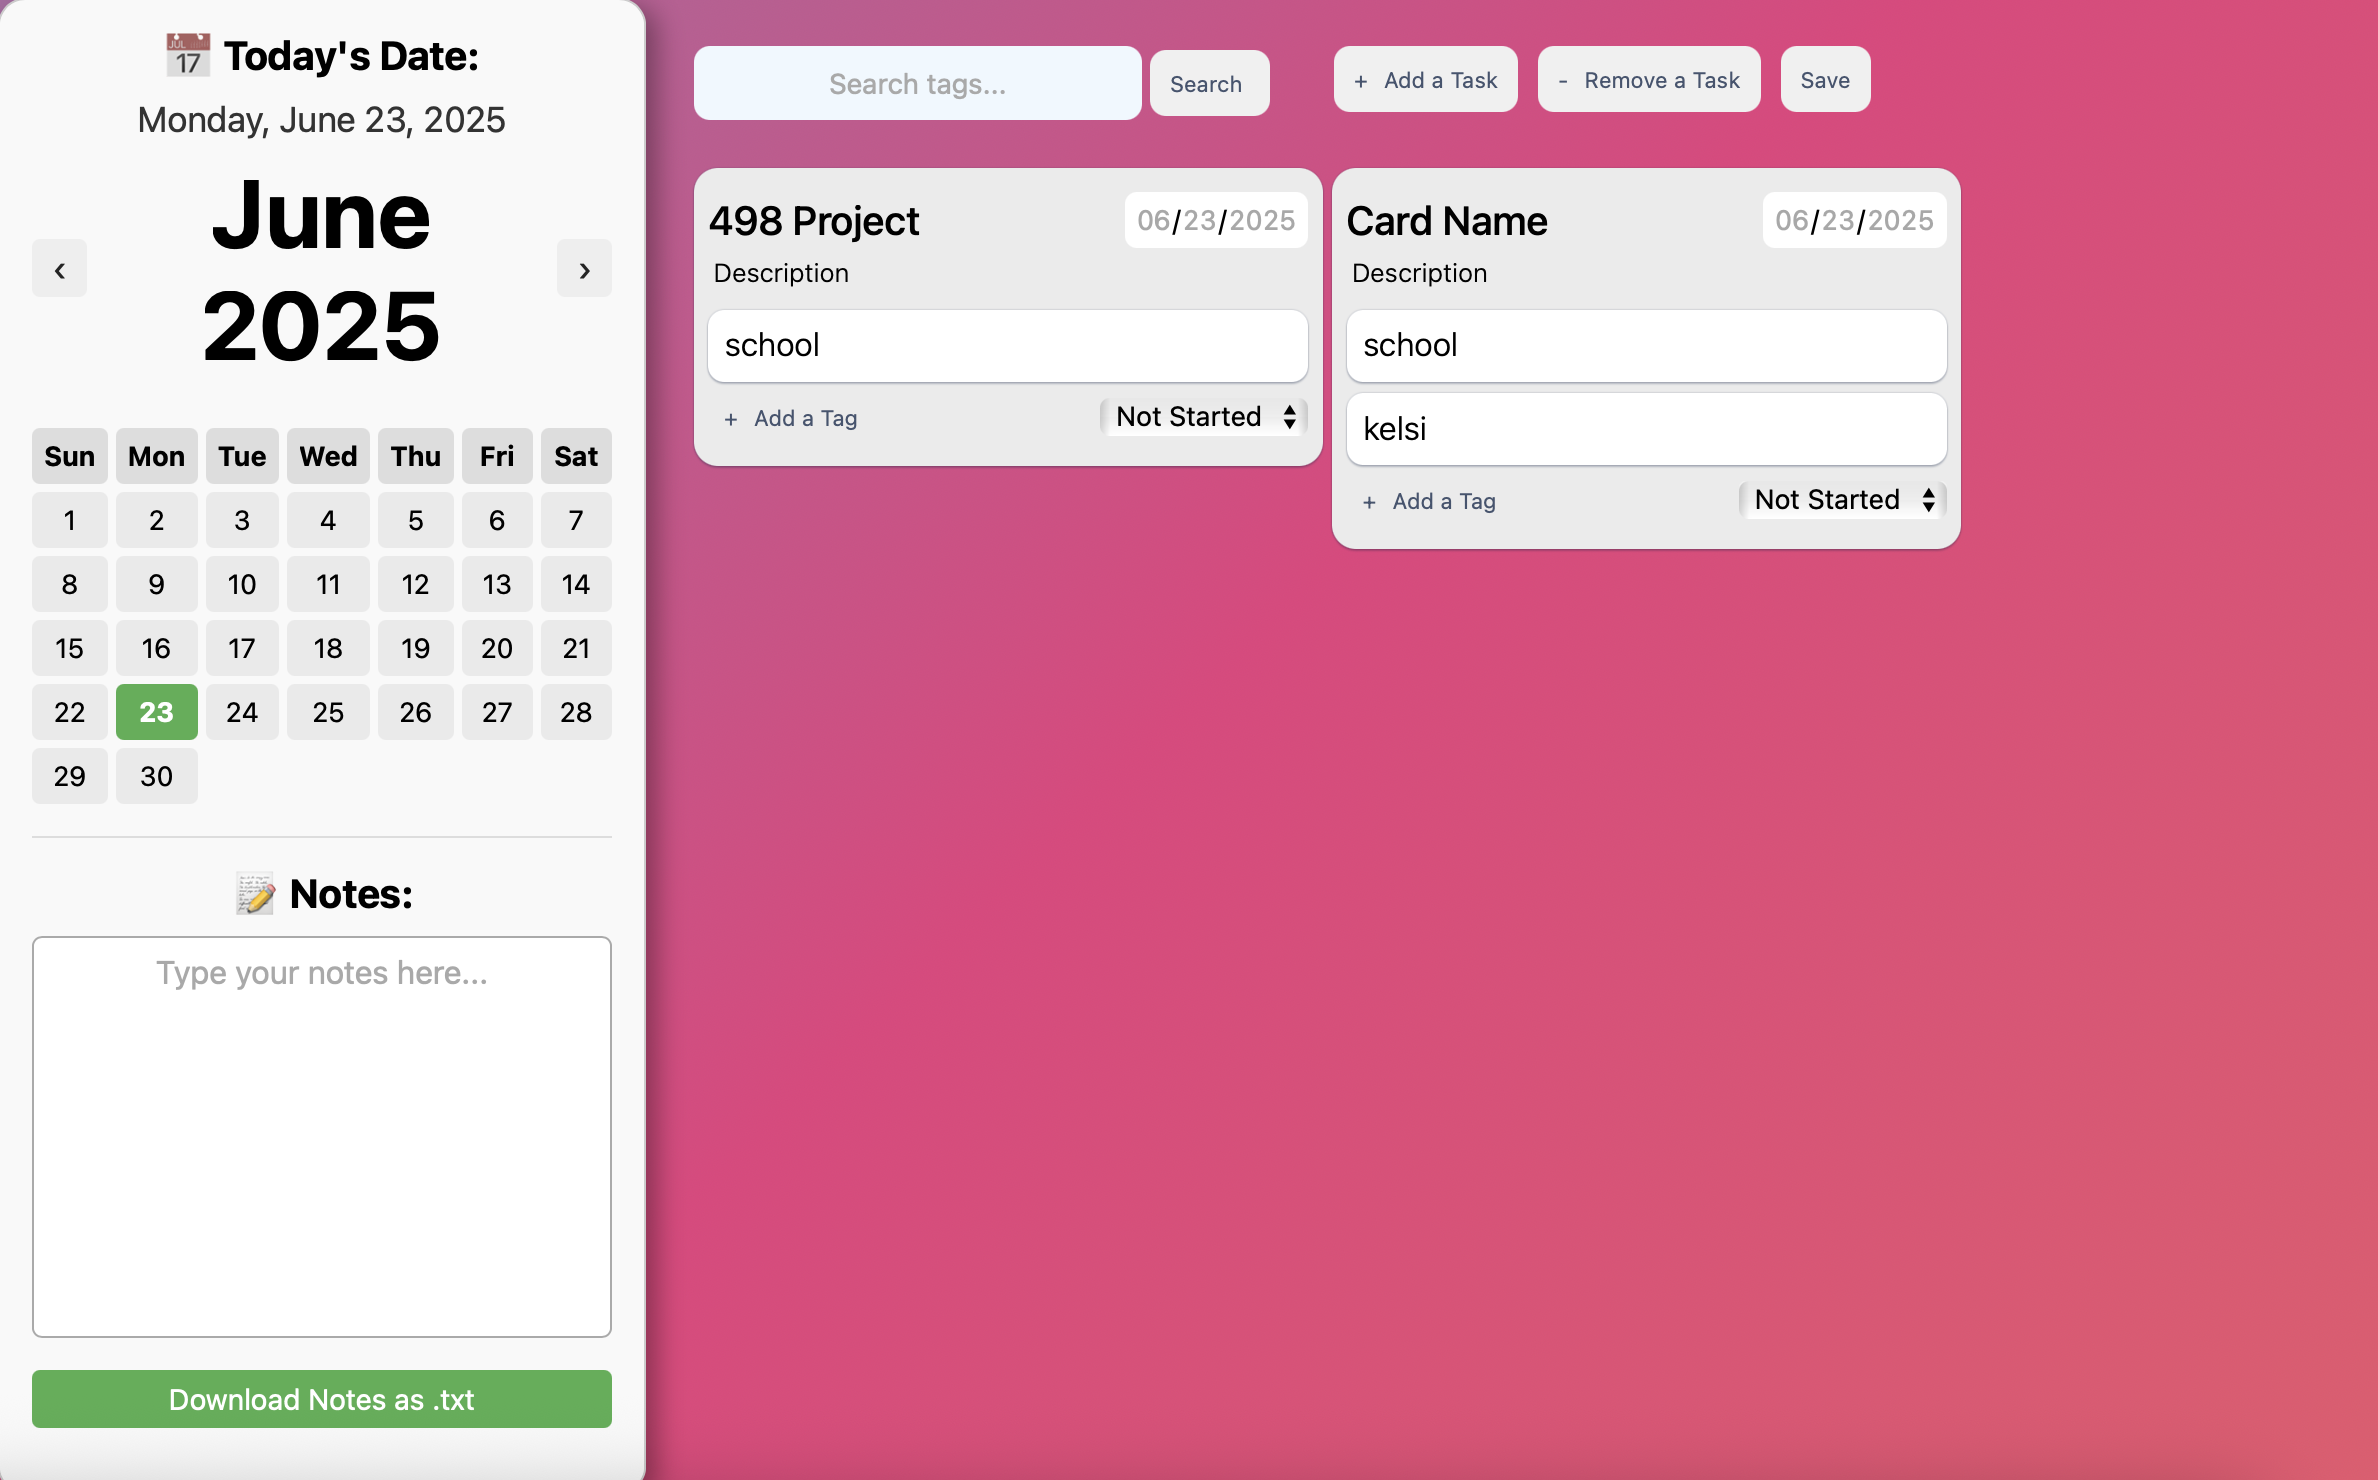 📅 Today's Date:
Monday, June 23, 2025
‹ June 2025 ›
Sun Mon Tue Wed Thu Fri Sat
1 2 3 4 5 6 7
8 9 10 11 12 13 14
15 16 17 18 19 20 21
22 23 24 25 26 27 28
29 30
📝 Notes:
Type your notes here...
Download Notes as .txt
Search tags...
Search
+ Add a Task
- Remove a Task
Save
498 Project
06/23/2025
Description
school
+ Add a Tag
Not Started
Card Name
06/23/2025
Description
school
kelsi
+ Add a Tag
Not Started